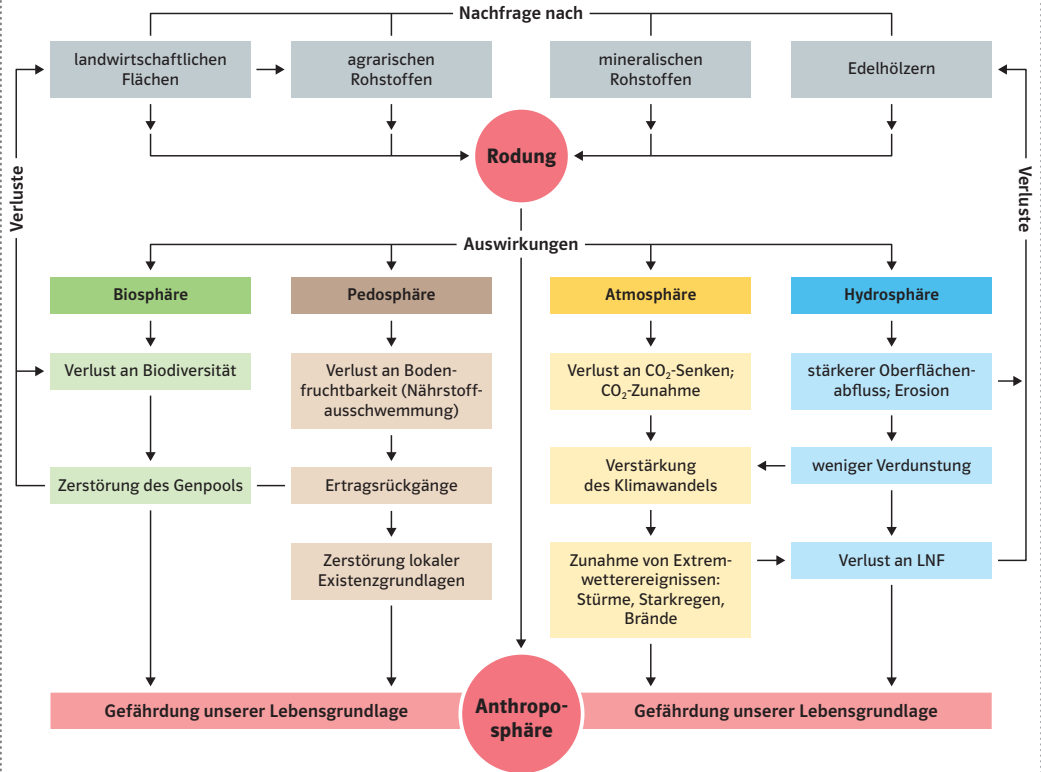 Nachfrage nach
landwirtschaftlichen
Flächen
agrarischen
Rohstoffen
mineralischen
Rohstoffen
Edelhölzern
Rodung
Verluste
Verluste
Auswirkungen
Biosphäre
Pedosphäre
Atmosphäre
Hydrosphäre
Verlust an Biodiversität
Verlust an Boden-
fruchtbarkeit (Nährstoff-
ausschwemmung)
Verlust an CO₂-Senken;
CO₂-Zunahme
stärkerer Oberflächen-
abfluss; Erosion
Zerstörung des Genpools
Ertragsrückgänge
Verstärkung
des Klimawandels
weniger Verdunstung
Zerstörung lokaler
Existenzgrundlagen
Zunahme von Extrem-
wetterereignissen:
Stürme, Starkregen,
Brände
Verlust an LNF
Gefährdung unserer Lebensgrundlage
Anthropo-
sphäre
Gefährdung unserer Lebensgrundlage